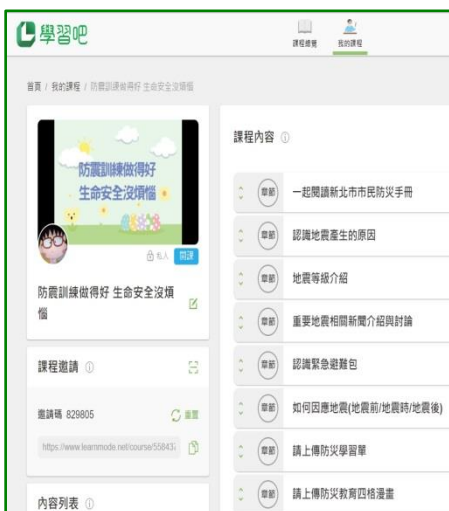 學習吧
課程總覽
我的課程
首頁 / 我的課程 / 防震訓練做得好 生命安全沒煩惱
防震訓練做得好
生命安全沒煩惱
私人 開課
防震訓練做得好 生命安全沒煩
惱
課程邀請
邀請碼 829805 重置
https://www.learnmode.net/course/55843
內容列表
課程內容
章節 一起閱讀新北市市民防災手冊
章節 認識地震產生的原因
章節 地震等級介紹
章節 重要地震相關新聞介紹與討論
章節 認識緊急避難包
章節 如何因應地震(地震前/地震時/地震後)
章節 請上傳防災學習單
章節 請上傳防災教育四格漫畫